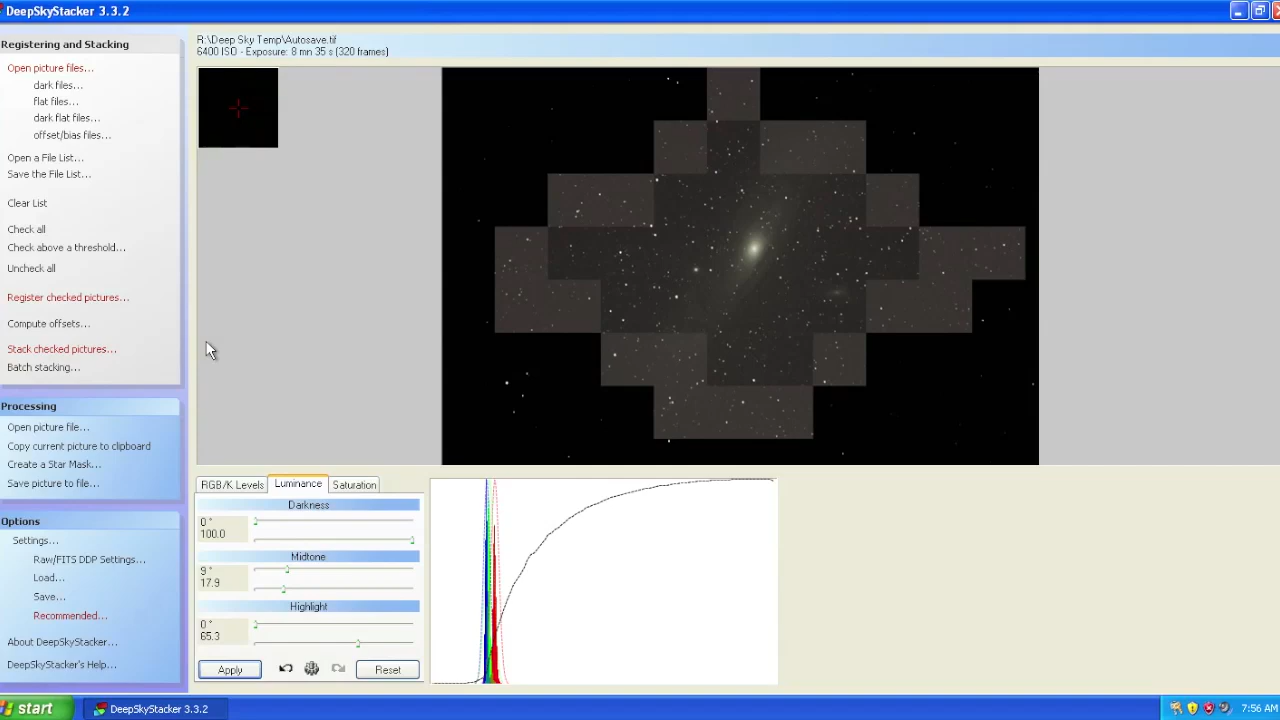 DeepSkyStacker 3.3.2
Registering and Stacking
Open picture files...
dark files...
flat files...
dark flat files...
offset/bias files...
Open a File List...
Save the File List...
Clear List
Check all
Check above a threshold...
Uncheck all
Register checked pictures...
Compute offsets...
Stack checked pictures...
Batch stacking...
Processing
Open picture file...
Copy current picture to clipboard
Create a Star Mask...
Save picture to file...
Options
Settings...
Raw/FITS DDP Settings...
Load...
Save...
Recommended...
About DeepSkyStacker...
DeepSkyStacker's Help...
R:\Deep Sky Temp\Autosave.tif
6400 ISO - Exposure: 8 mn 35 s (320 frames)
RGB/K Levels
Luminance
Saturation
Darkness
0 °
100.0
Midtone
9 °
17.9
Highlight
0 °
65.3
Apply
Reset
start
DeepSkyStacker 3.3.2
7:56 AM